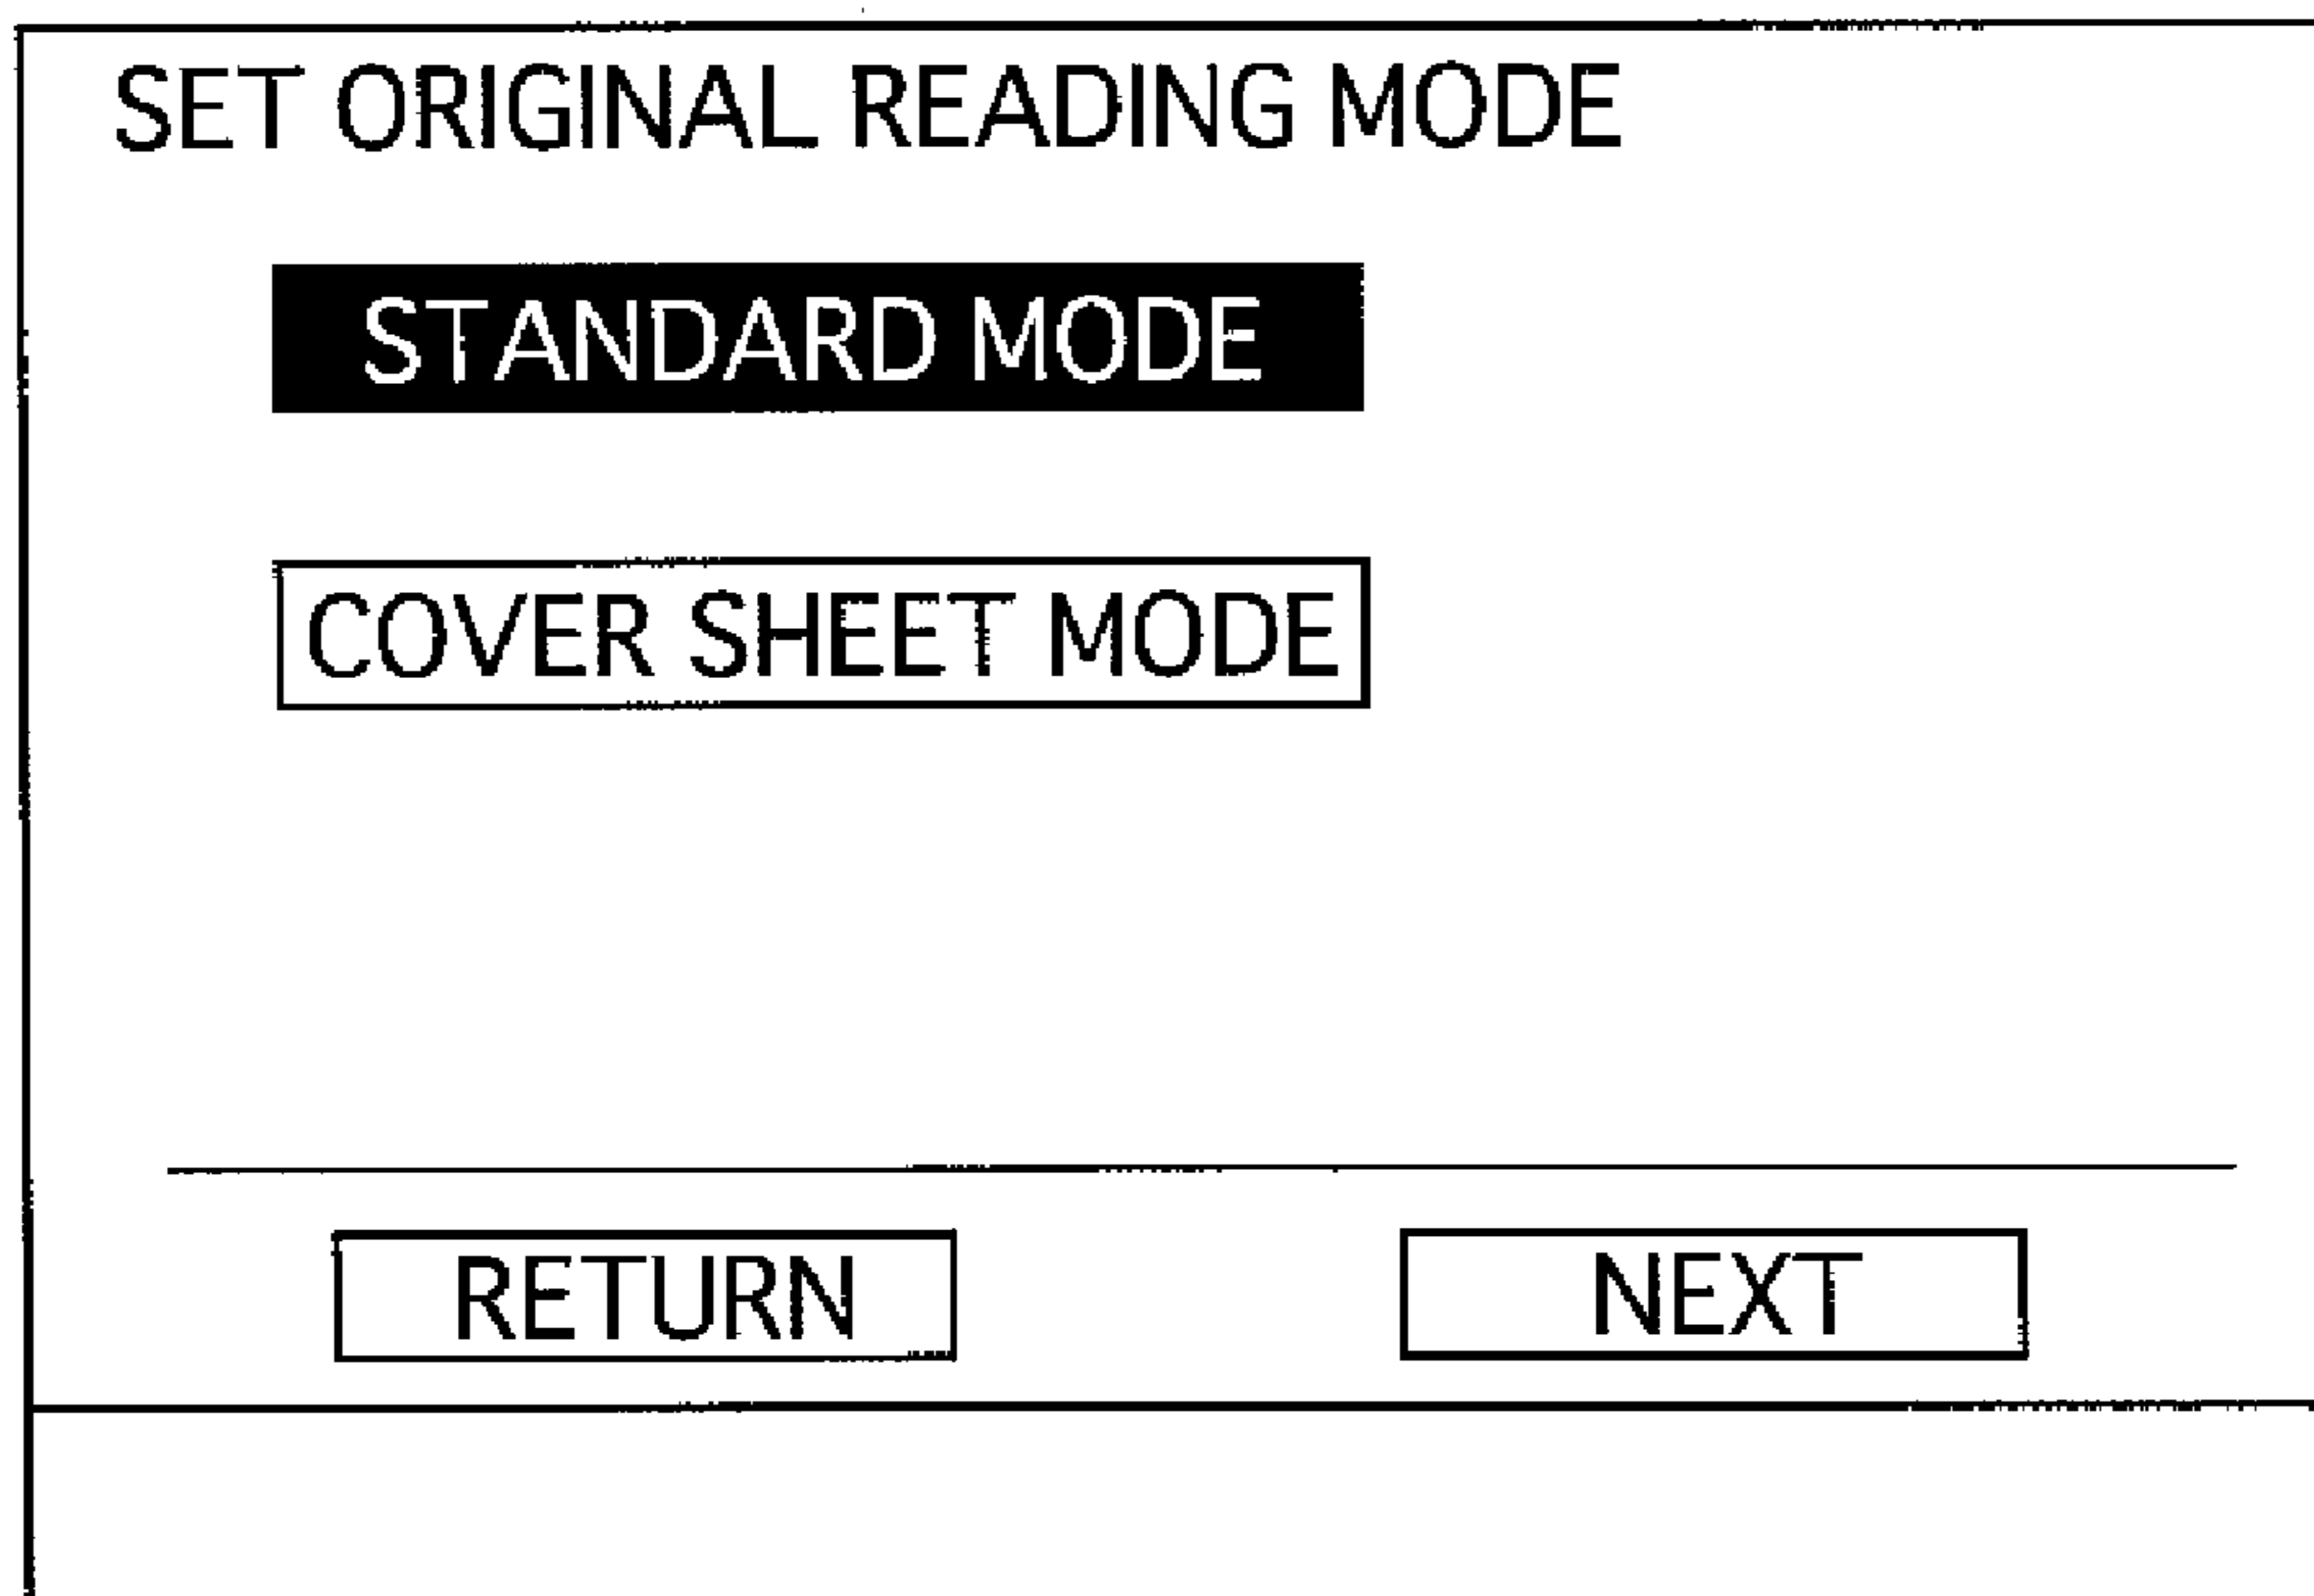 SET ORIGINAL READING MODE
STANDARD MODE
COVER SHEET MODE
RETURN NEXT